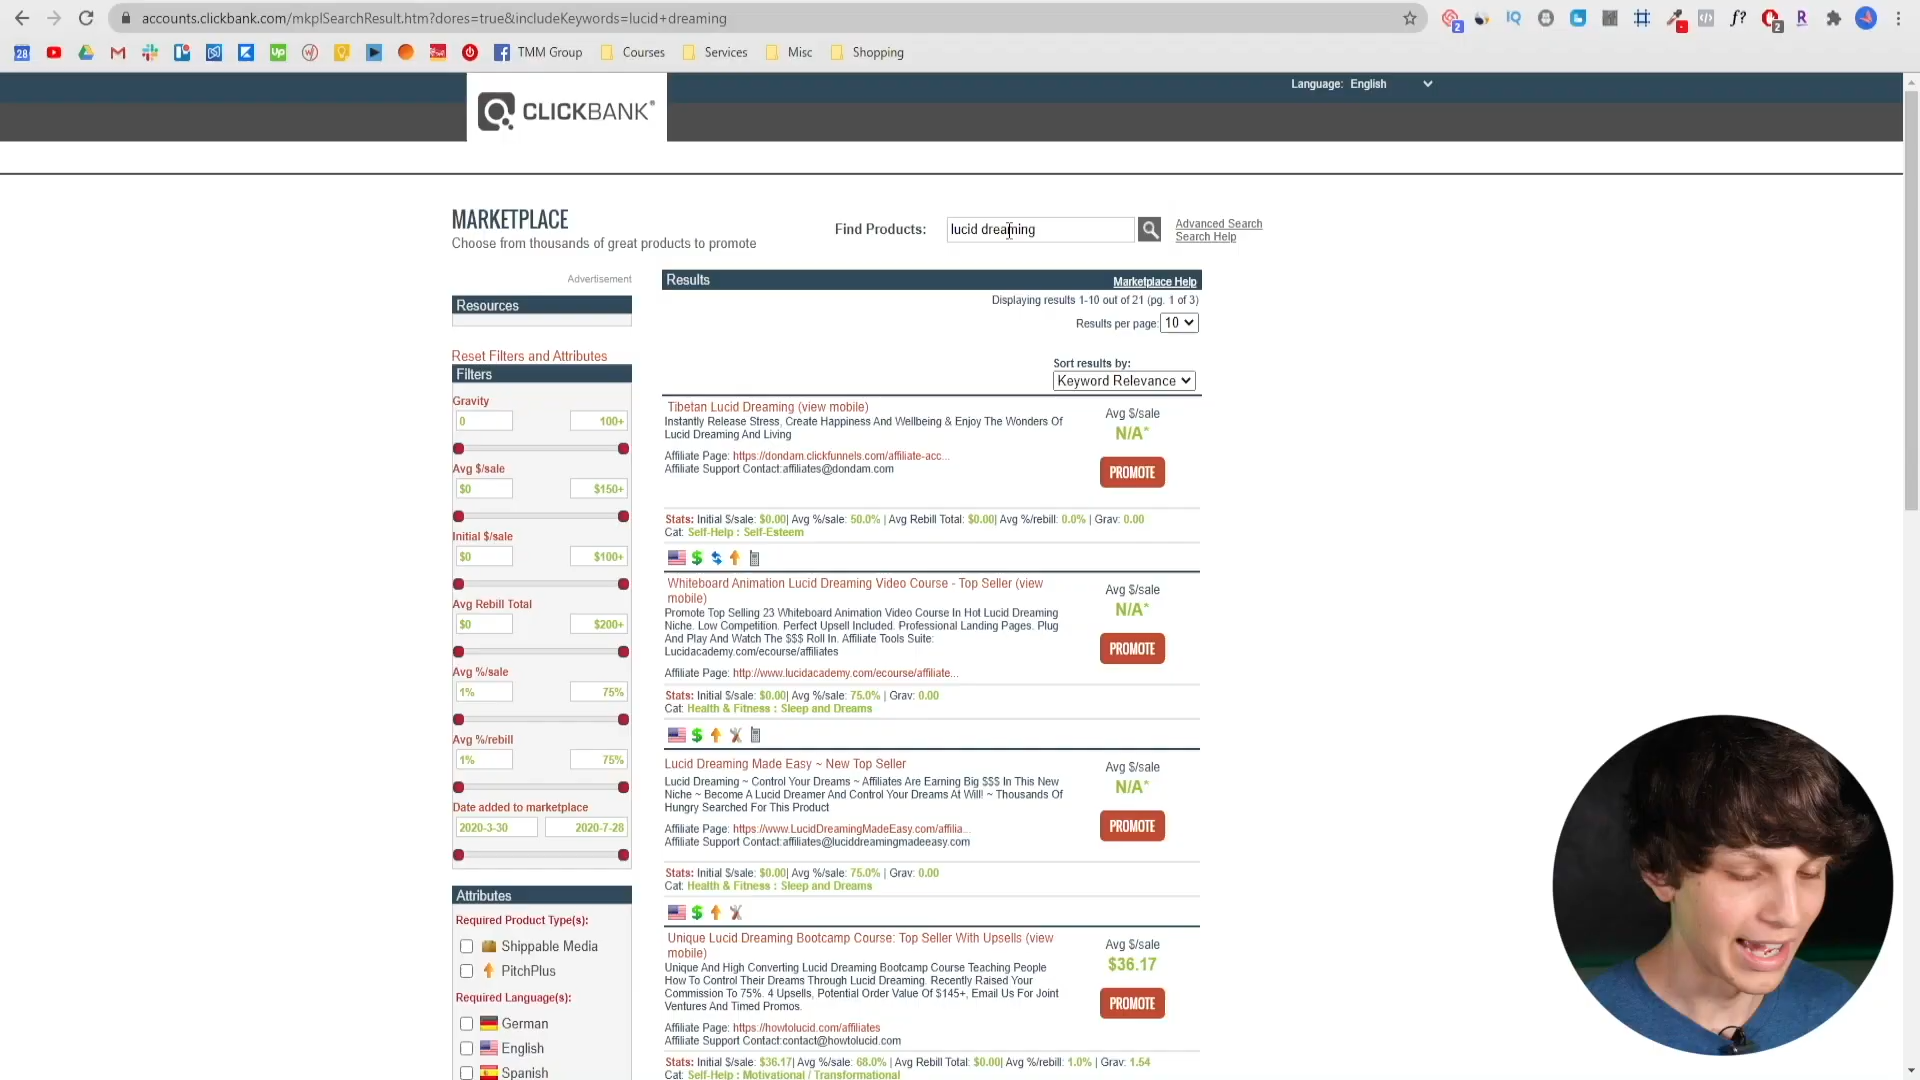 accounts.clickbank.com/mkplSearchResult.htm?dores=true&includeKeywords=lucid+dreaming
TMM Group
Courses
Services
Misc
Shopping
CLICKBANK
Language: English
MARKETPLACE
Choose from thousands of great products to promote
Find Products: lucid dreaming
Advanced Search
Search Help
Advertisement
Resources
Reset Filters and Attributes
Filters
Gravity
0 100+
Avg $/sale
$0 $150+
Initial $/sale
$0 $100+
Avg Rebill Total
$0 $200+
Avg %/sale
1% 75%
Avg %/rebill
1% 75%
Date added to marketplace
2020-3-30 2020-7-28
Attributes
Required Product Type(s):
Shippable Media
PitchPlus
Required Language(s):
German
English
Spanish
Results
Marketplace Help
Displaying results 1-10 out of 21 (pg. 1 of 3)
Results per page: 10
Sort results by:
Keyword Relevance
Tibetan Lucid Dreaming (view mobile)
Instantly Release Stress, Create Happiness And Wellbeing & Enjoy The Wonders Of
Lucid Dreaming And Living
Affiliate Page: https://dondam.clickfunnels.com/affiliate-acc...
Affiliate Support Contact:affiliates@dondam.com
Avg $/sale
N/A*
PROMOTE
Stats: Initial $/sale: $0.00| Avg %/sale: 50.0% | Avg Rebill Total: $0.00| Avg %/rebill: 0.0% | Grav: 0.00
Cat: Self-Help : Self-Esteem
Whiteboard Animation Lucid Dreaming Video Course - Top Seller (view
mobile)
Promote Top Selling 23 Whiteboard Animation Video Course In Hot Lucid Dreaming
Niche. Low Competition. Perfect Upsell Included. Professional Landing Pages. Plug
And Play And Watch The $$$ Roll In. Affiliate Tools Suite:
Lucidacademy.com/ecourse/affiliates
Affiliate Page: http://www.lucidacademy.com/ecourse/affiliate...
Avg $/sale
N/A*
PROMOTE
Stats: Initial $/sale: $0.00| Avg %/sale: 75.0% | Grav: 0.00
Cat: Health & Fitness : Sleep and Dreams
Lucid Dreaming Made Easy ~ New Top Seller
Lucid Dreaming ~ Control Your Dreams ~ Affiliates Are Earning Big $$$ In This New
Niche ~ Become A Lucid Dreamer And Control Your Dreams At Will! ~ Thousands Of
Hungry Searched For This Product
Affiliate Page: https://www.LucidDreamingMadeEasy.com/affilia...
Affiliate Support Contact:affiliates@luciddreamingmadeeasy.com
Avg $/sale
N/A*
PROMOTE
Stats: Initial $/sale: $0.00| Avg %/sale: 75.0% | Grav: 0.00
Cat: Health & Fitness : Sleep and Dreams
Unique Lucid Dreaming Bootcamp Course: Top Seller With Upsells (view
mobile)
Unique And High Converting Lucid Dreaming Bootcamp Course Teaching People
How To Control Their Dreams Through Lucid Dreaming. Recently Raised Your
Commission To 75%. 4 Upsells, Potential Order Value Of $145+, Email Us For Joint
Ventures And Timed Promos.
Affiliate Page: https://howtolucid.com/affiliates
Affiliate Support Contact:contact@howtolucid.com
Avg $/sale
$36.17
PROMOTE
Stats: Initial $/sale: $36.17| Avg %/sale: 68.0% | Avg Rebill Total: $0.00| Avg %/rebill: 1.0% | Grav: 1.54
Cat: Self-Help : Motivational / Transformational